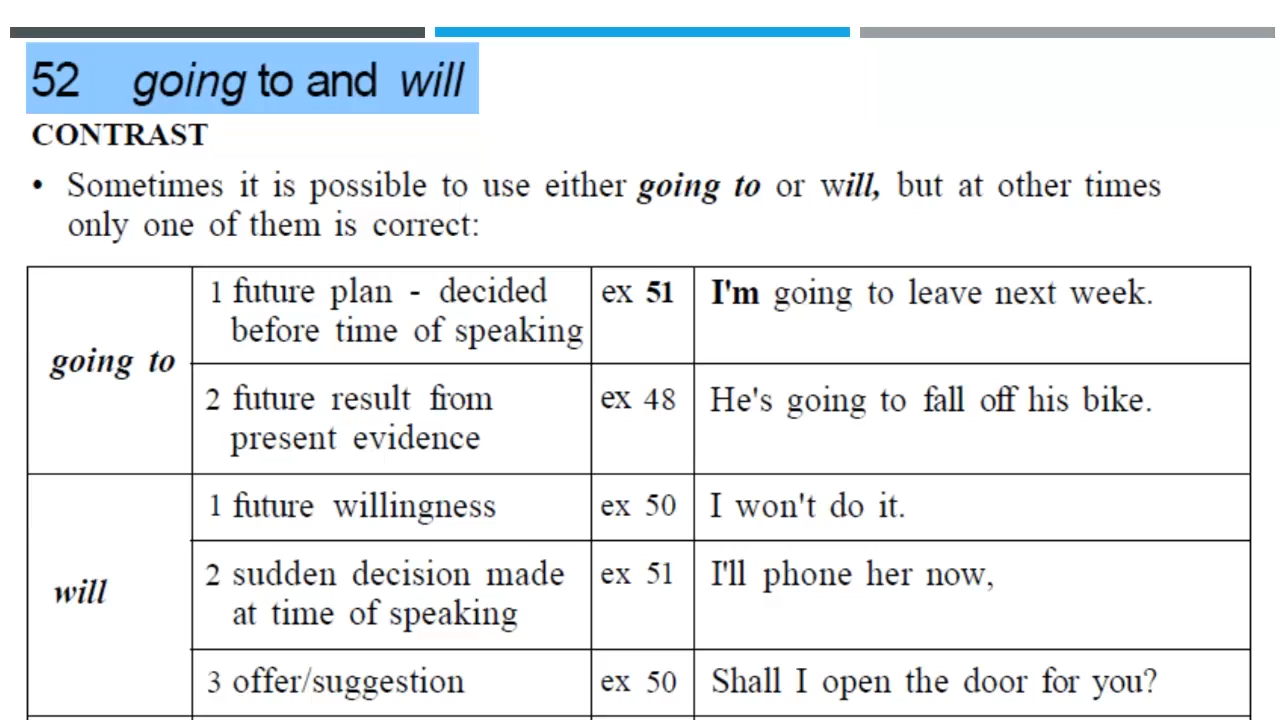 52 going to and will
CONTRAST
• Sometimes it is possible to use either going to or will, but at other times
only one of them is correct:
going to
1 future plan - decided
before time of speaking
ex 51
I'm going to leave next week.
2 future result from
present evidence
ex 48
He's going to fall off his bike.
will
1 future willingness
ex 50
I won't do it.
2 sudden decision made
at time of speaking
ex 51
I'll phone her now,
3 offer/suggestion
ex 50
Shall I open the door for you?